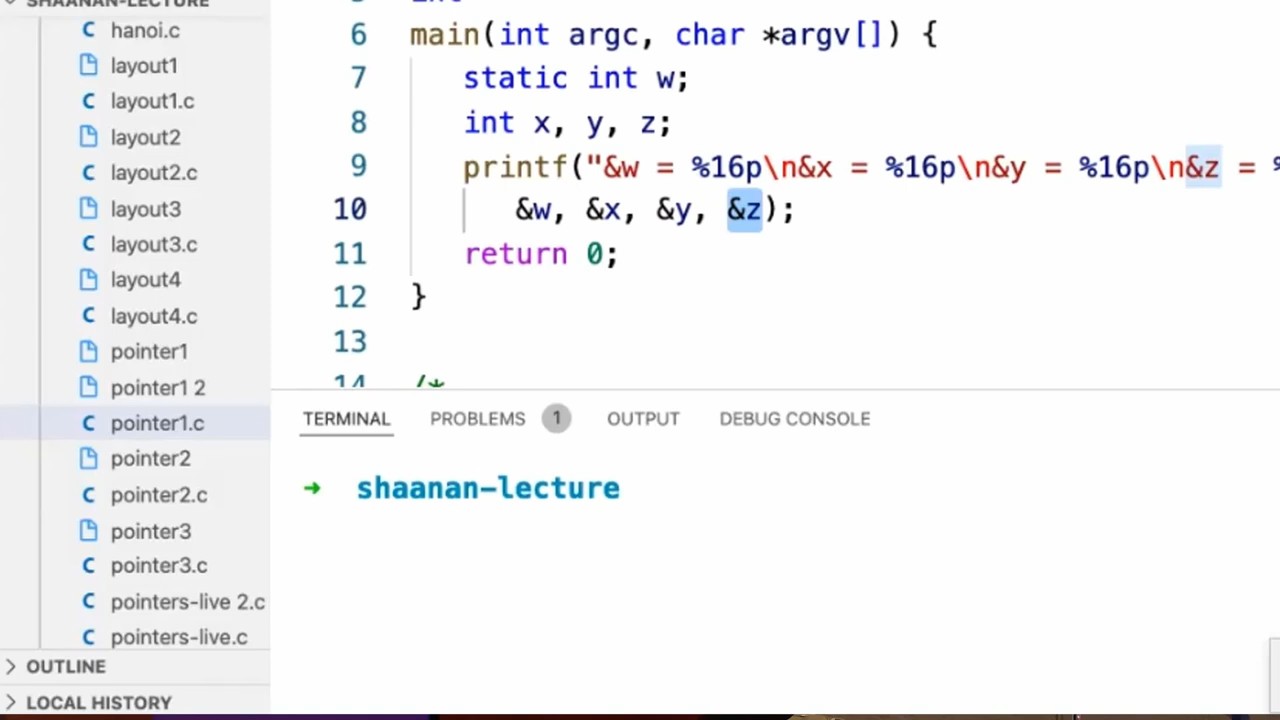 SHAANAN-LECTURE
hanoi.c
layout1
layout1.c
layout2
layout2.c
layout3
layout3.c
layout4
layout4.c
pointer1
pointer1 2
pointer1.c
pointer2
pointer2.c
pointer3
pointer3.c
pointers-live 2.c
pointers-live.c
OUTLINE
LOCAL HISTORY
5 int
6 main(int argc, char *argv[]) {
7 static int w;
8 int x, y, z;
9 printf("&w = %16p\n&x = %16p\n&y = %16p\n&z = %
10 &w, &x, &y, &z);
11 return 0;
12 }
13
14 /*
TERMINAL PROBLEMS 1 OUTPUT DEBUG CONSOLE
➜ shaanan-lecture